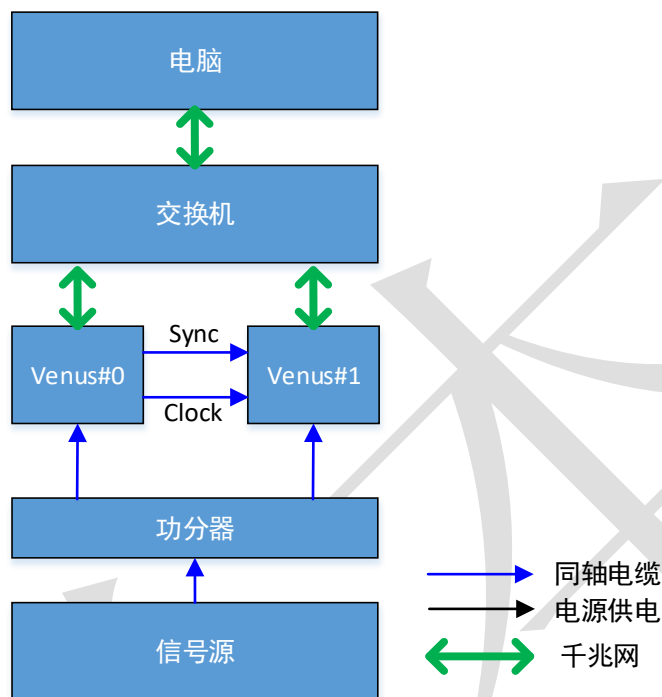 电脑
交换机
Sync
Venus#0
Venus#1
Clock
功分器
信号源
同轴电缆
电源供电
千兆网